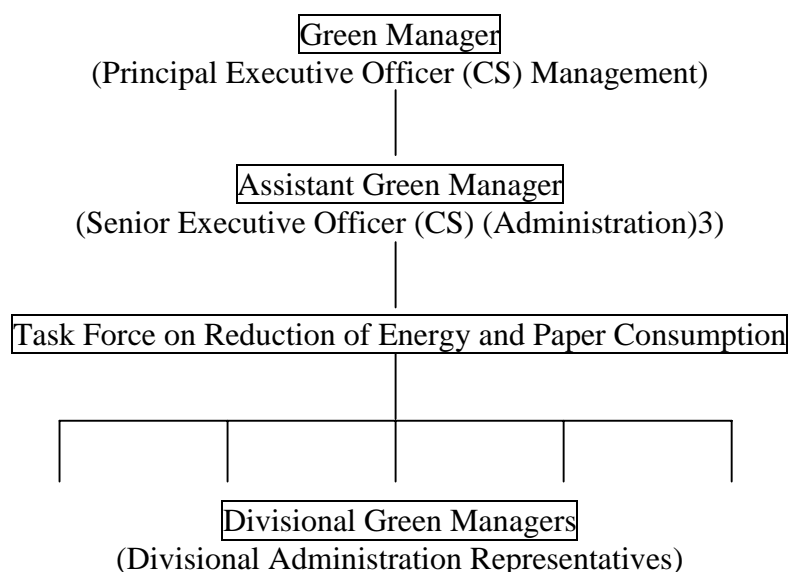 Green Manager
(Principal Executive Officer (CS) Management)
Assistant Green Manager
(Senior Executive Officer (CS) (Administration)3)
Task Force on Reduction of Energy and Paper Consumption
Divisional Green Managers
(Divisional Administration Representatives)